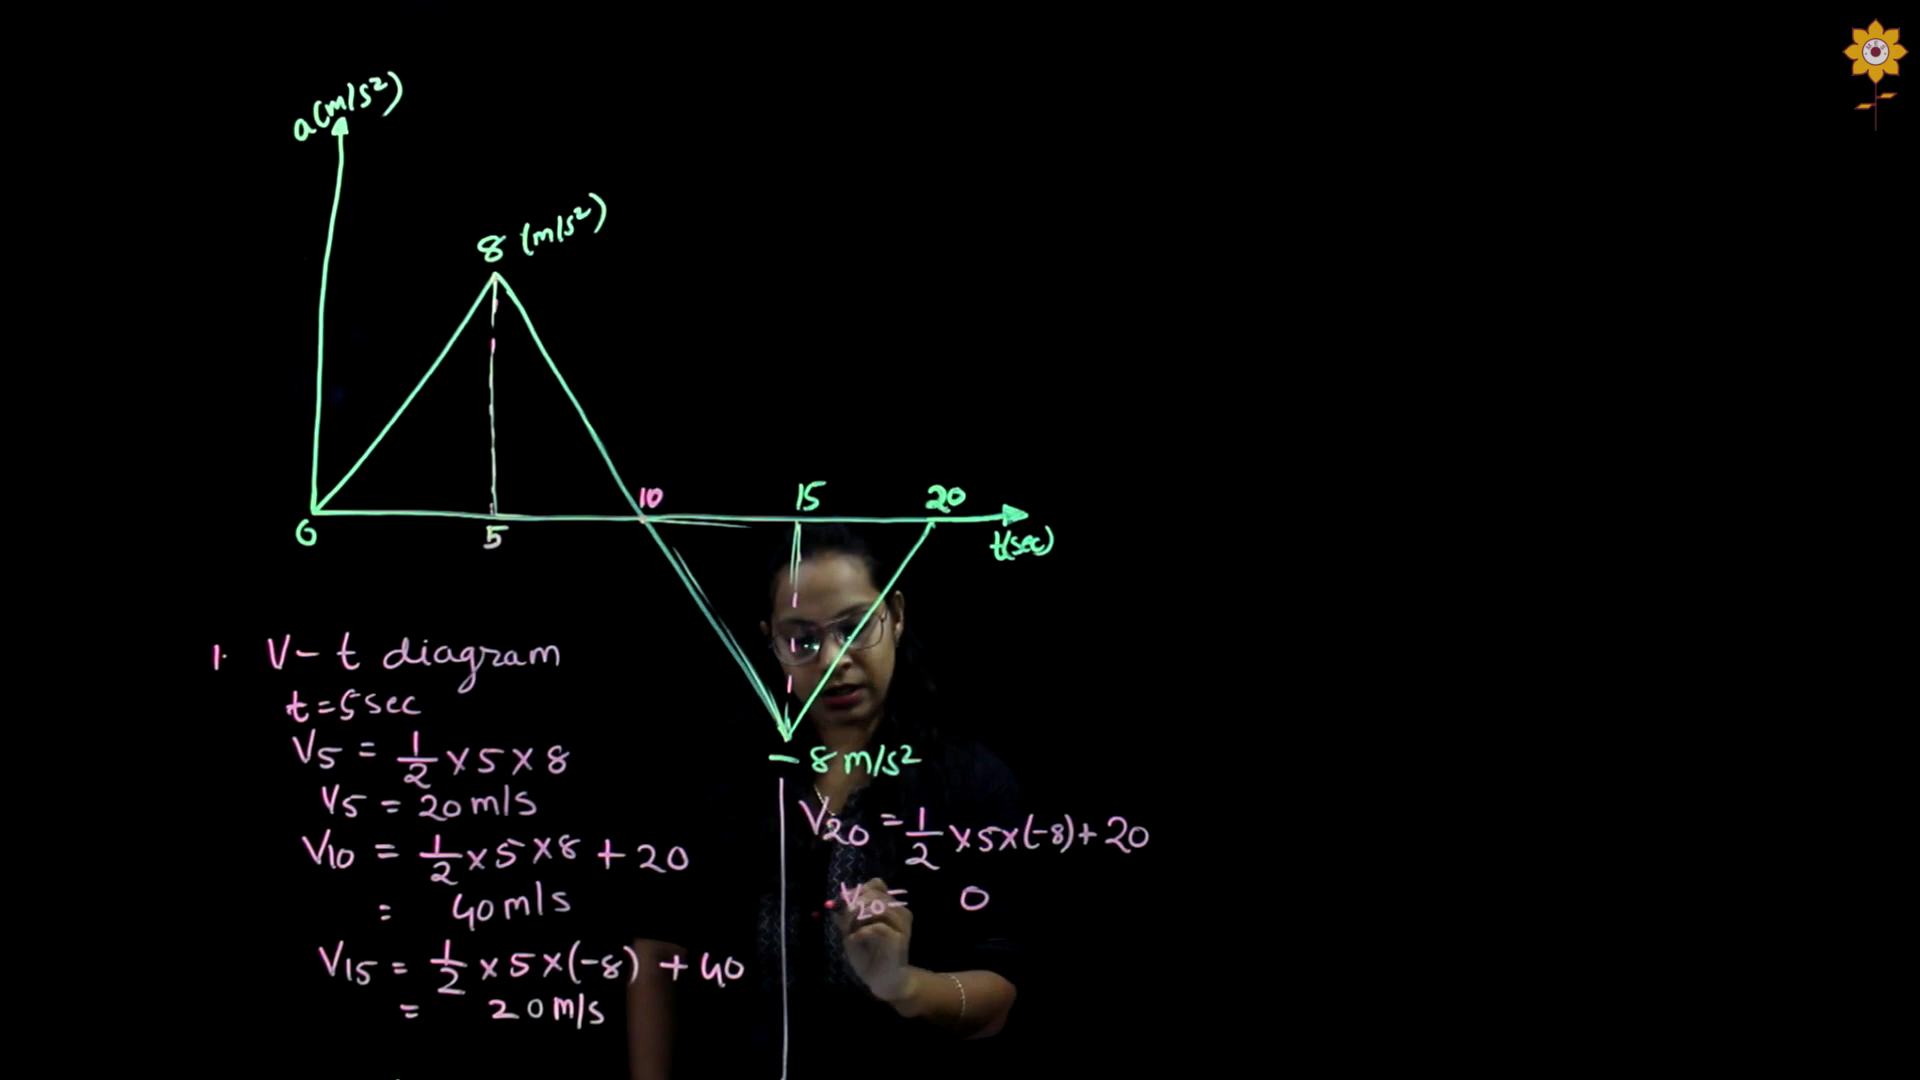 a(m/s²)
8 (m/s²)
10
15
20
0
5
t(sec)
1. V-t diagram
t = 5sec
V5 = 1/2 × 5 × 8
V5 = 20 m/s
V10 = 1/2 × 5 × 8 + 20
= 40 m/s
V15 = 1/2 × 5 × (-8) + 40
= 20 m/s
- 8 m/s²
V20 = 1/2 × 5 × (-8) + 20
V20 = 0